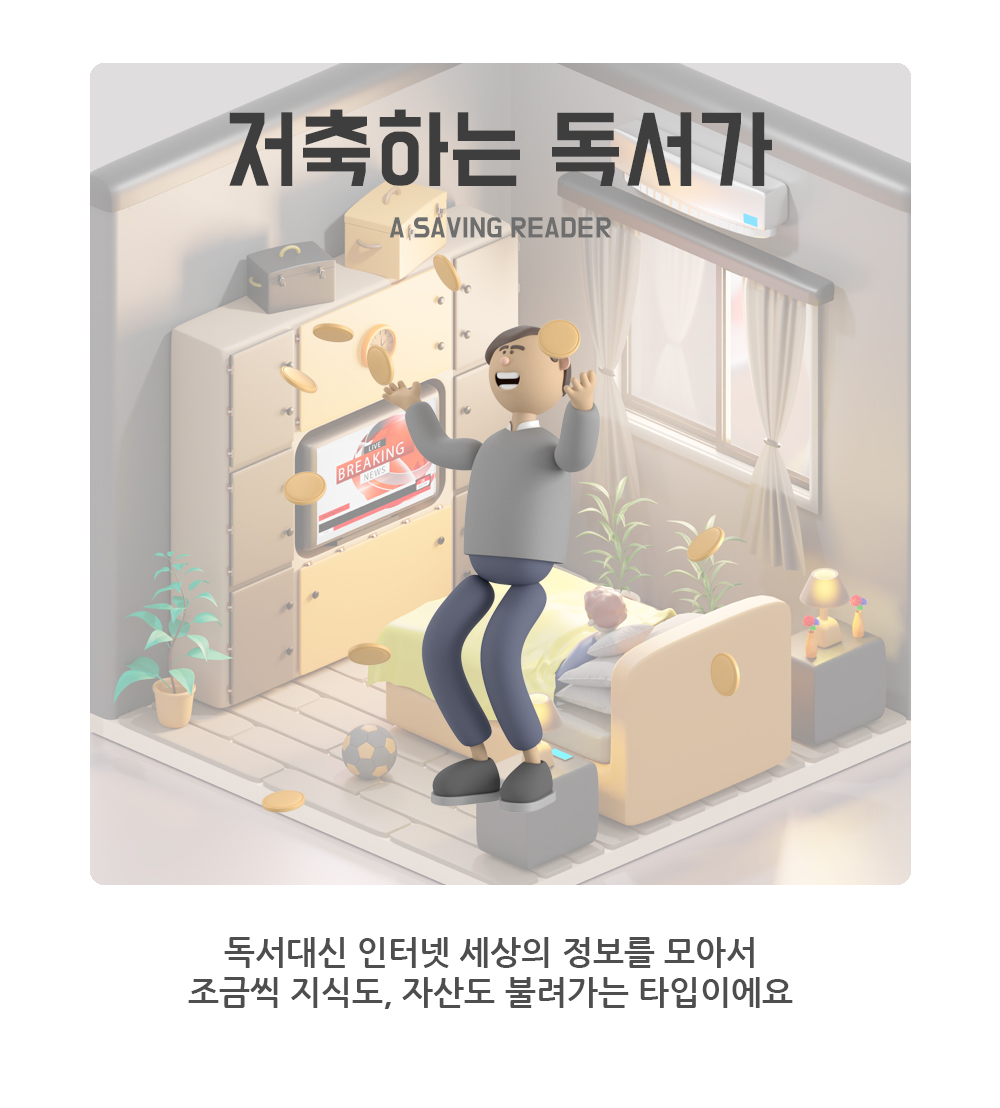 저축하는 독서가
A SAVING READER
LIVE
BREAKING
NEWS
독서대신 인터넷 세상의 정보를 모아서
조금씩 지식도, 자산도 불려가는 타입이에요